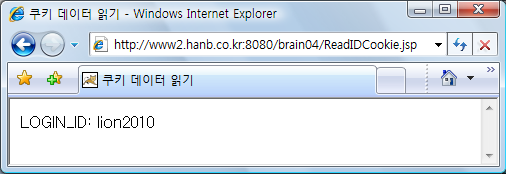 쿠키 데이터 읽기 - Windows Internet Explorer
http://www2.hanb.co.kr:8080/brain04/ReadIDCookie.jsp
쿠키 데이터 읽기
LOGIN_ID: lion2010